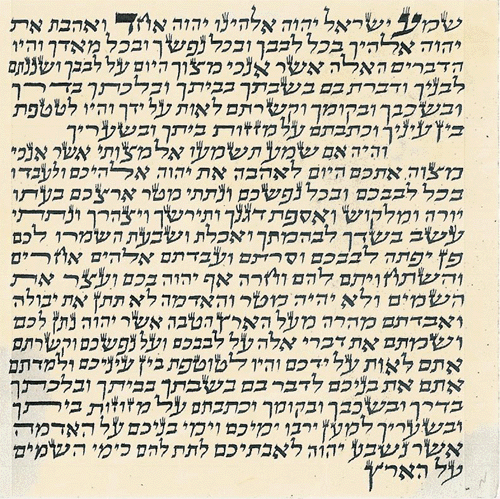 שמע ישראל יהוה אלהינו יהוה אחד ואהבת את
יהוה אלהיך בכל לבבך ובכל נפשך ובכל מאדך והיו
הדברים האלה אשר אנכי מצוך היום על לבבך ושננתם
לבניך ודברת בם בשבתך בביתך ובלכתך בדרך
ובשכבך ובקומך וקשרתם לאות על ידך והיו לטטפת
בין עיניך וכתבתם על מזזות ביתך ובשעריך
והיה אם שמע תשמעו אל מצותי אשר אנכי
מצוה אתכם היום לאהבה את יהוה אלהיכם ולעבדו
בכל לבבכם ובכל נפשכם ונתתי מטר ארצכם בעתו
יורה ומלקוש ואספת דגנך ותירשך ויצהרך ונתתי
עשב בשדך לבהמתך ואכלת ושבעת השמרו לכם
פן יפתה לבבכם וסרתם ועבדתם אלהים אחרים
והשתחויתם להם וחרה אף יהוה בכם ועצר את
השמים ולא יהיה מטר והאדמה לא תתן את יבולה
ואבדתם מהרה מעל הארץ הטבה אשר יהוה נתן לכם
ושמתם את דברי אלה על לבבכם ועל נפשכם וקשרתם
אתם לאות על ידכם והיו לטוטפת בין עיניכם ולמדתם
אתם את בניכם לדבר בם בשבתך בביתך ובלכתך
בדרך ובשכבך ובקומך וכתבתם על מזוזות ביתך
ובשעריך למען ירבו ימיכם וימי בניכם על האדמה
אשר נשבע יהוה לאבתיכם לתת להם כימי השמים
על הארץ